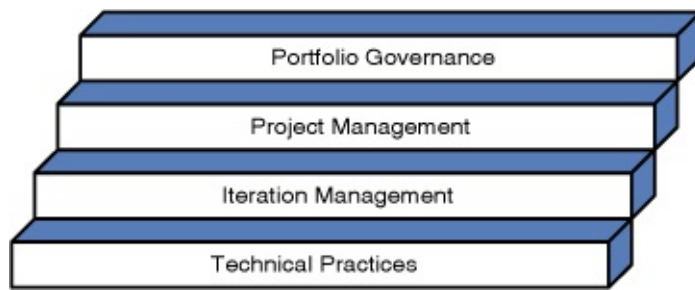 Portfolio Governance
Project Management
Iteration Management
Technical Practices